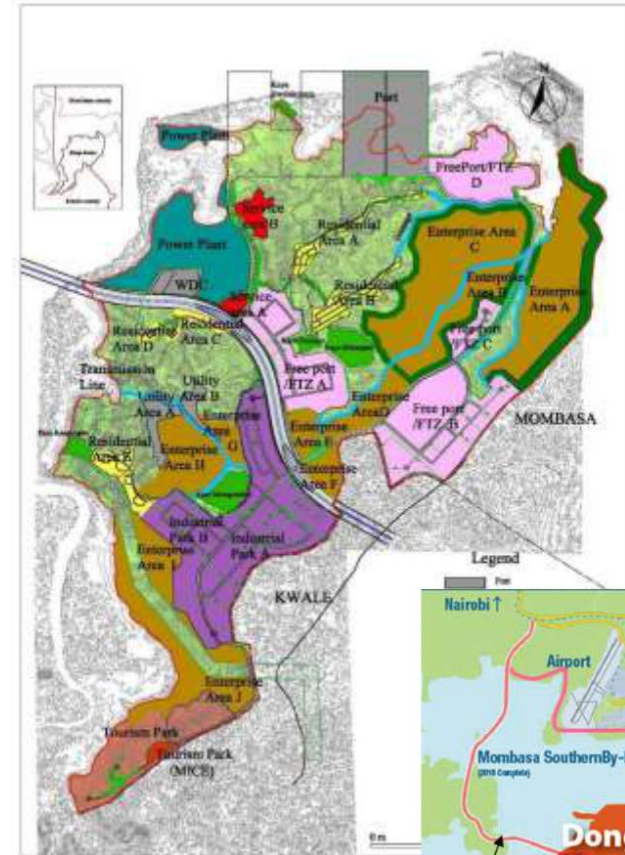 Port
Power Plant
FreePort/FTZ
D
Service
Area B
Residential
Area A
Enterprise Area
C
Power Plant
WDC
Enterprise
Area B
Enterprise
Area A
Residential
Area B
Service
Area A
Residential
Area D
Residential
Area C
Free port
/FTZ C
Free port
/FTZ A
Transmission
Line
Utility
Area B
Utility
Area A
Enterprise
AreaD
Free port
/FTZ B
MOMBASA
Enterprise
Area
G
Enterprise
Area E
Residential
Area E
Enterprise
Area H
Enterprise
Area F
Industrial
Park B
Industrial
Park A
Enterprise
Area I
Legend
Port
KWALE
Nairobi ↑
Airport
Enterprise
Area J
Tourism Park
Tourism Park
(MICE)
Mombasa SouthernBy-
0 m
Dong